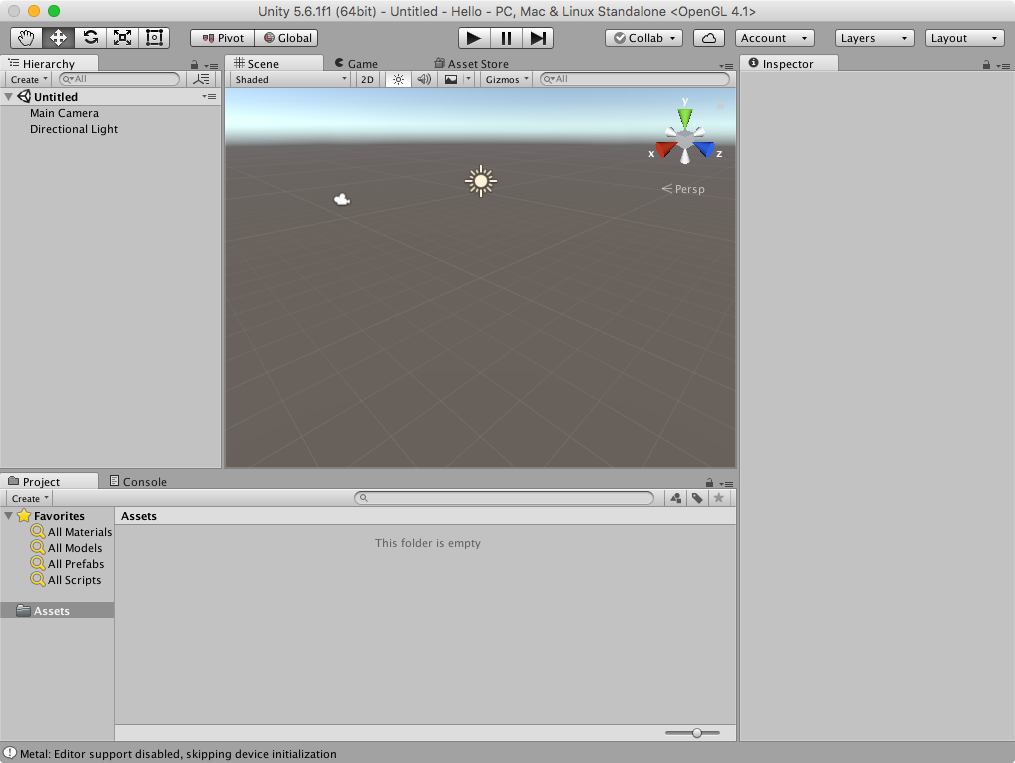 Unity 5.6.1f1 (64bit) - Untitled - Hello - PC, Mac & Linux Standalone <OpenGL 4.1>
Pivot Global Collab Account Layers Layout
Hierarchy
Create All
Untitled
Main Camera
Directional Light
Scene Game Asset Store
Shaded 2D Gizmos All
y
x z
Persp
Inspector
Project Console
Create
Favorites
All Materials
All Models
All Prefabs
All Scripts
Assets
Assets
This folder is empty
Metal: Editor support disabled, skipping device initialization